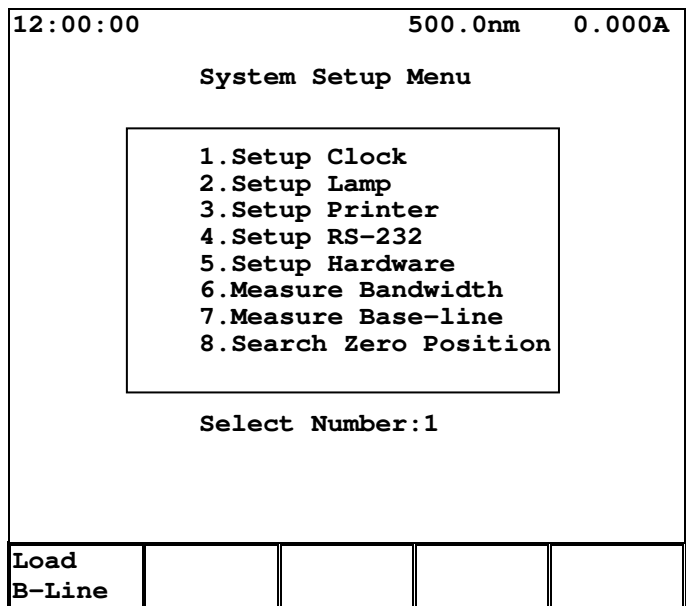 12:00:00 500.0nm 0.000A
System Setup Menu
1.Setup Clock
2.Setup Lamp
3.Setup Printer
4.Setup RS-232
5.Setup Hardware
6.Measure Bandwidth
7.Measure Base-line
8.Search Zero Position
Select Number:1
Load
B-Line